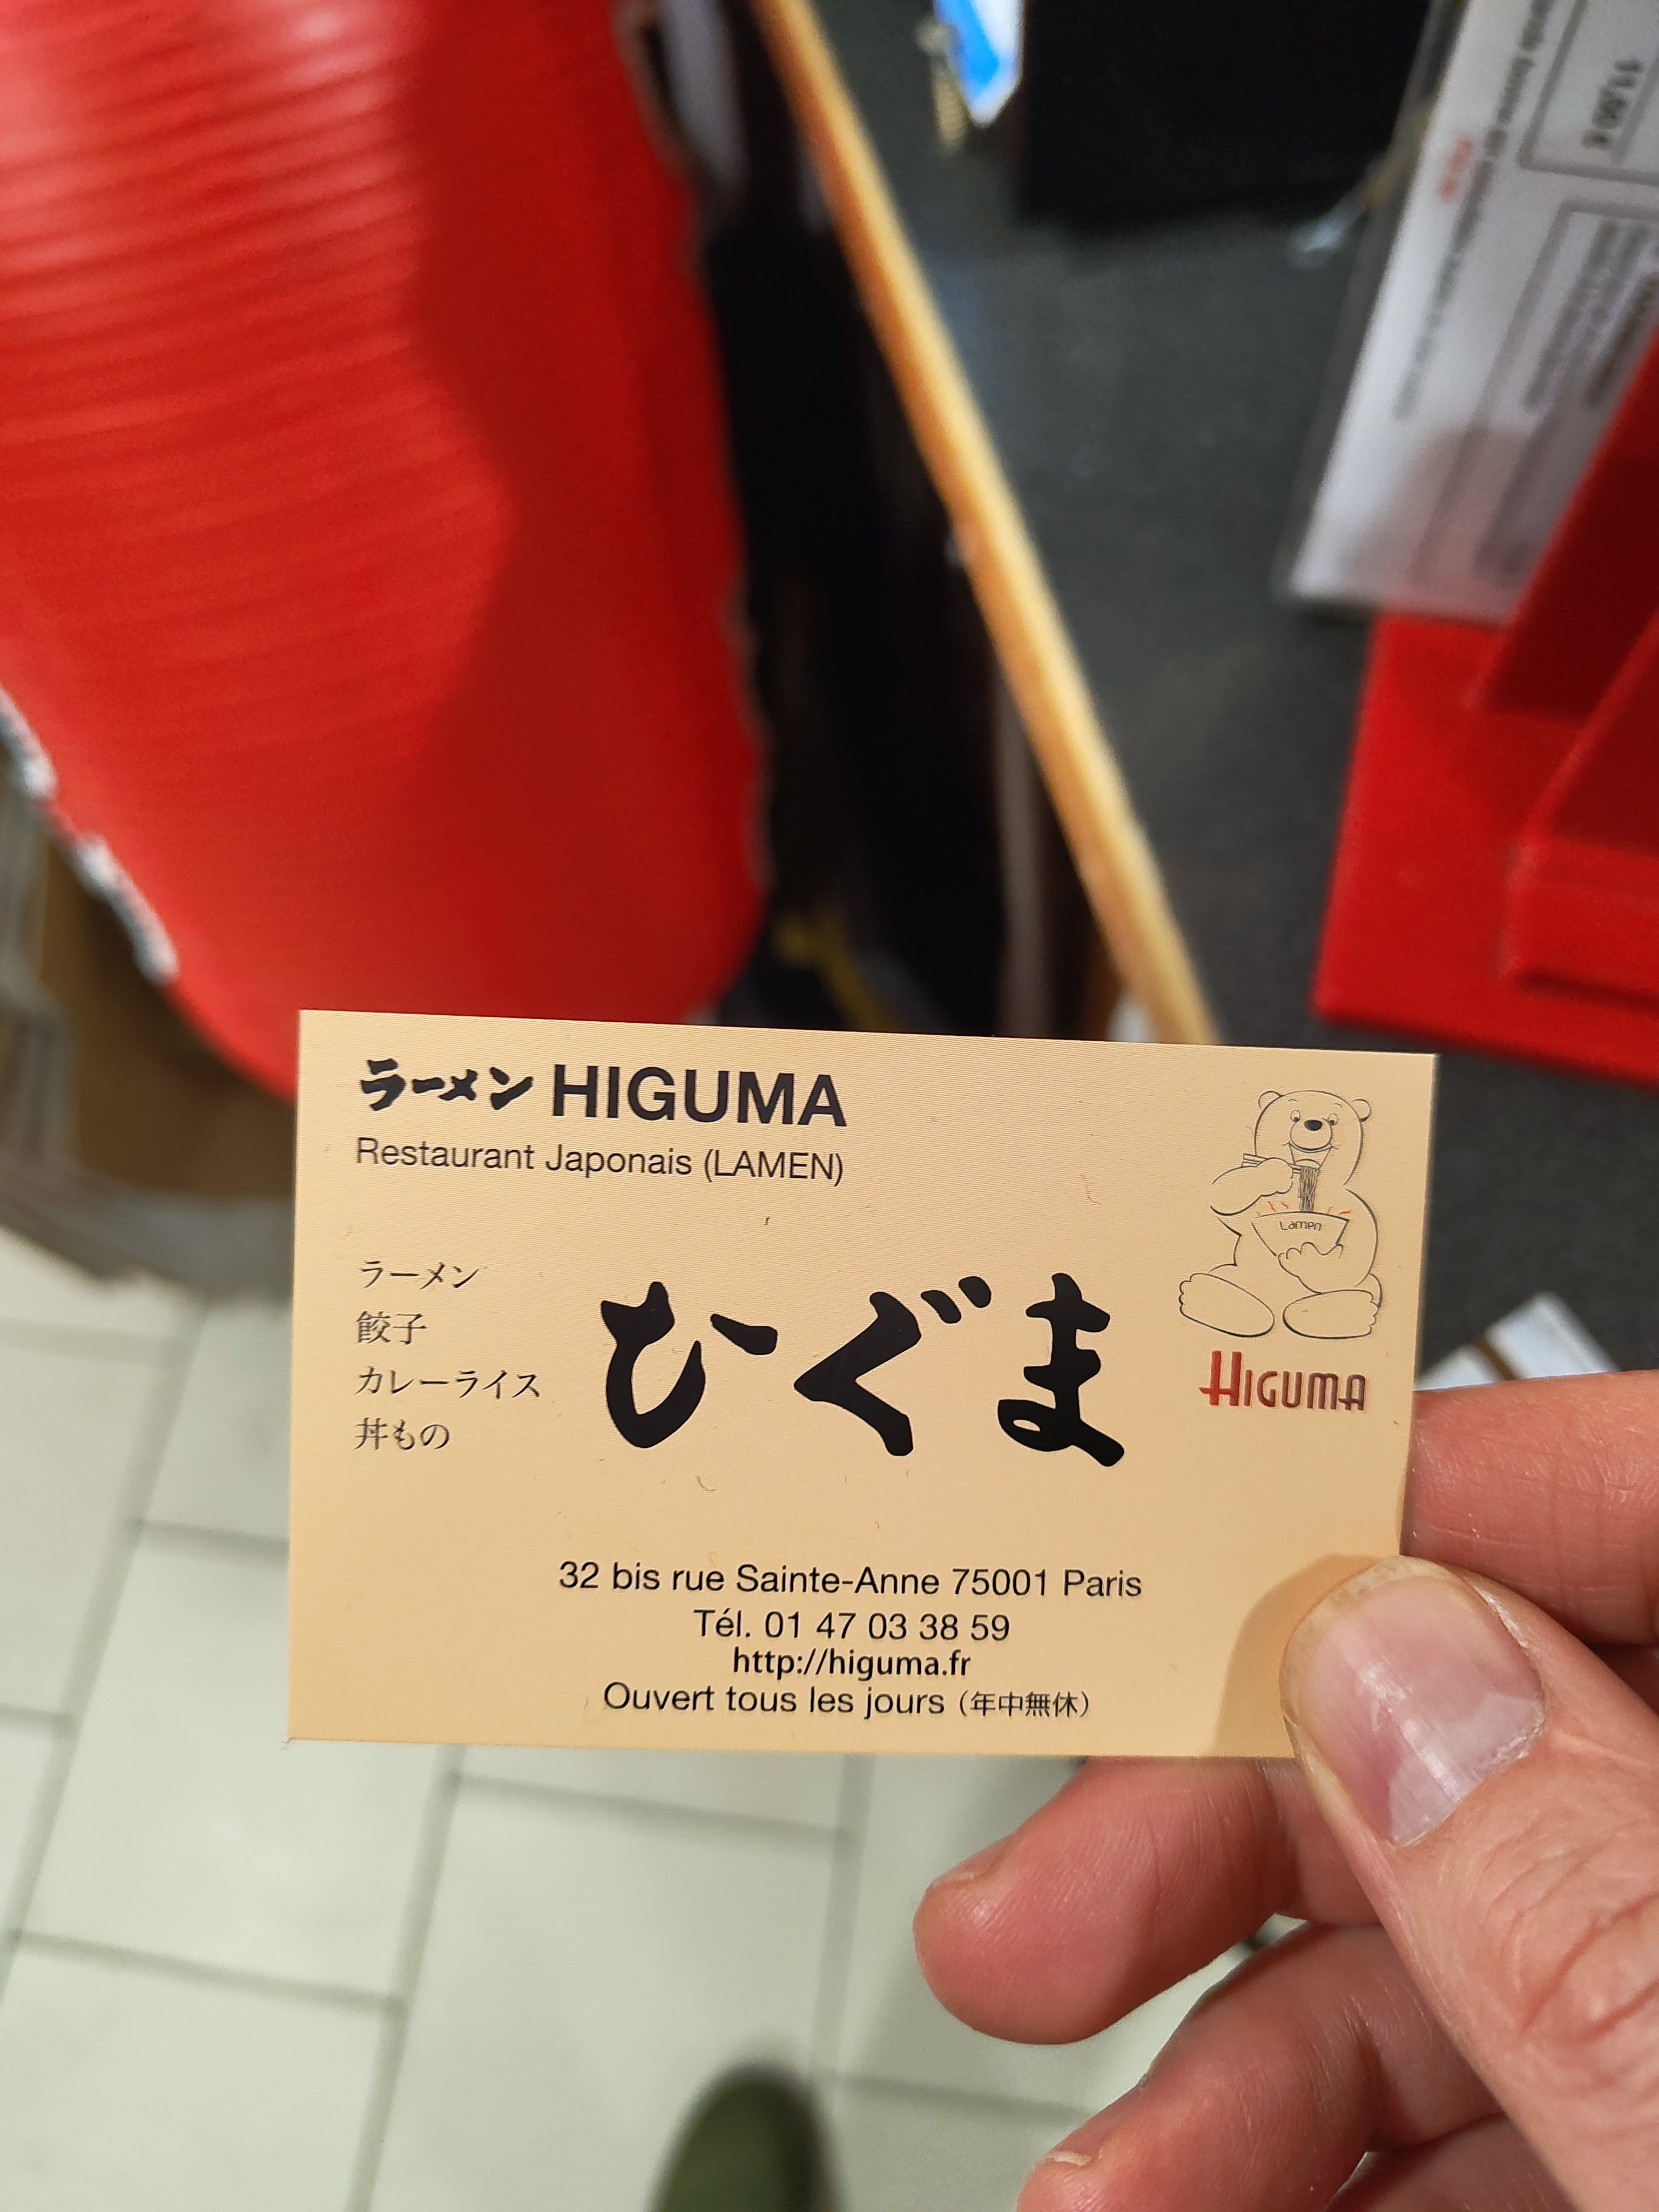 ラーメン HIGUMA
Restaurant Japonais (LAMEN)
Lamen
HIGUMA
ラーメン
餃子
カレーライス
丼もの
ひぐま
32 bis rue Sainte-Anne 75001 Paris
Tél. 01 47 03 38 59
http://higuma.fr
Ouvert tous les jours (年中無休)
11,00 €